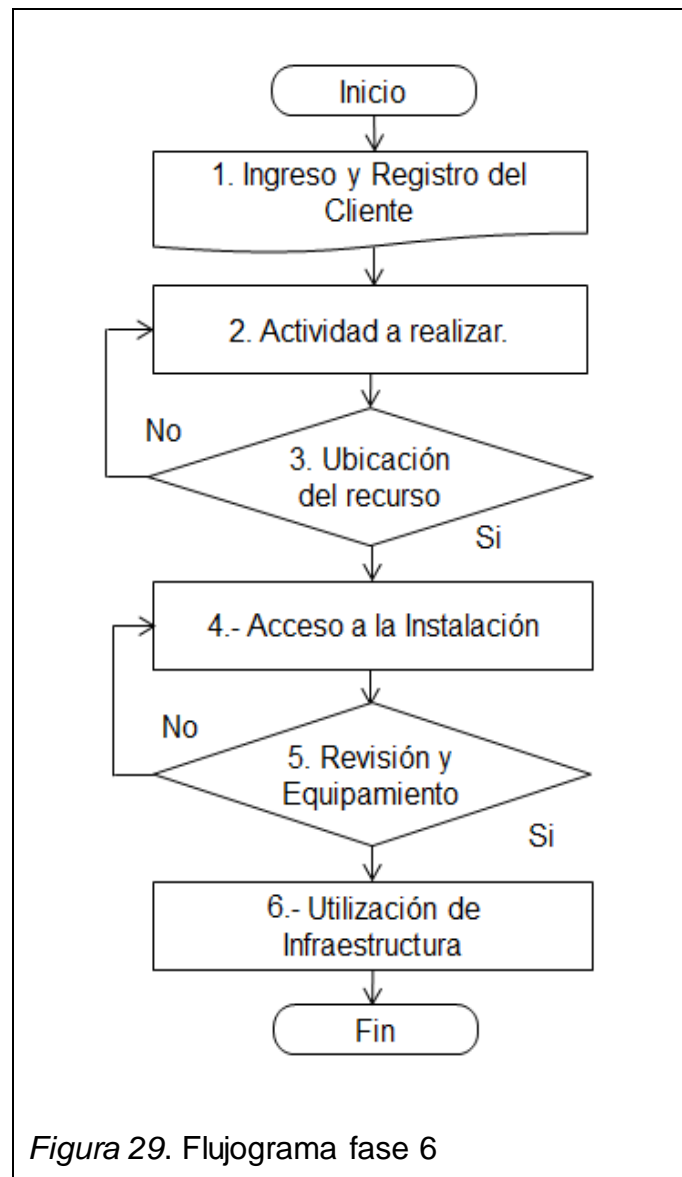 Inicio
1. Ingreso y Registro del
Cliente
2. Actividad a realizar.
No
3. Ubicación
del recurso
Si
4.- Acceso a la Instalación
No
5. Revisión y
Equipamiento
Si
6.- Utilización de
Infraestructura
Fin
Figura 29. Flujograma fase 6